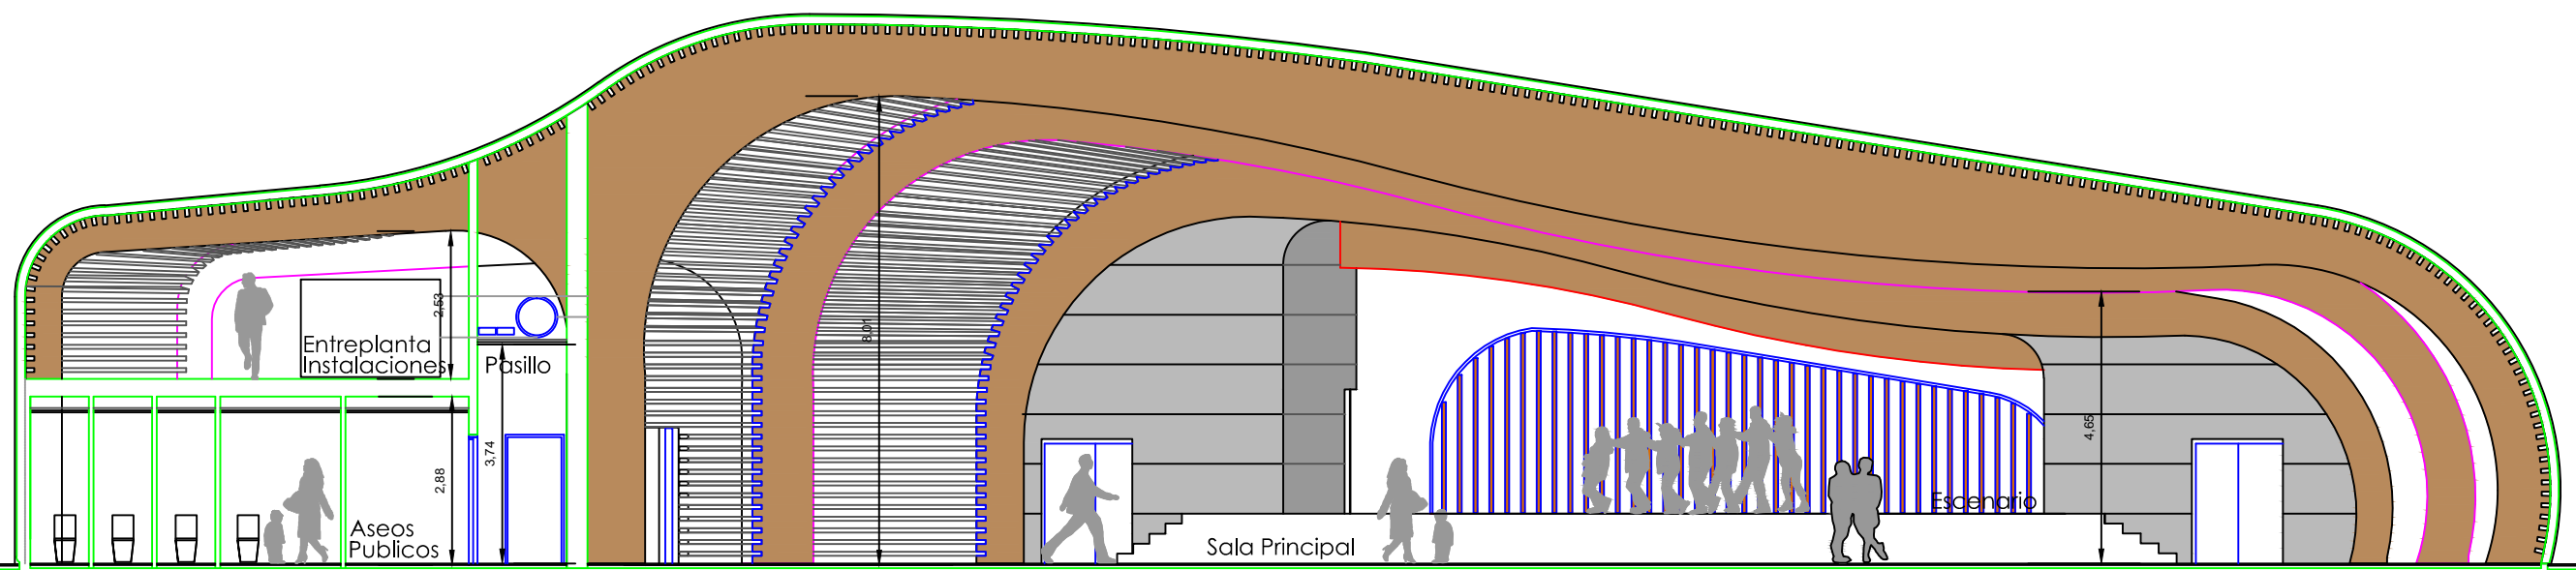 8,01
2,53
Entreplanta
Instalaciones
Pasillo
4,65
3,74
2,88
Escenario
Aseos
Publicos
Sala Principal